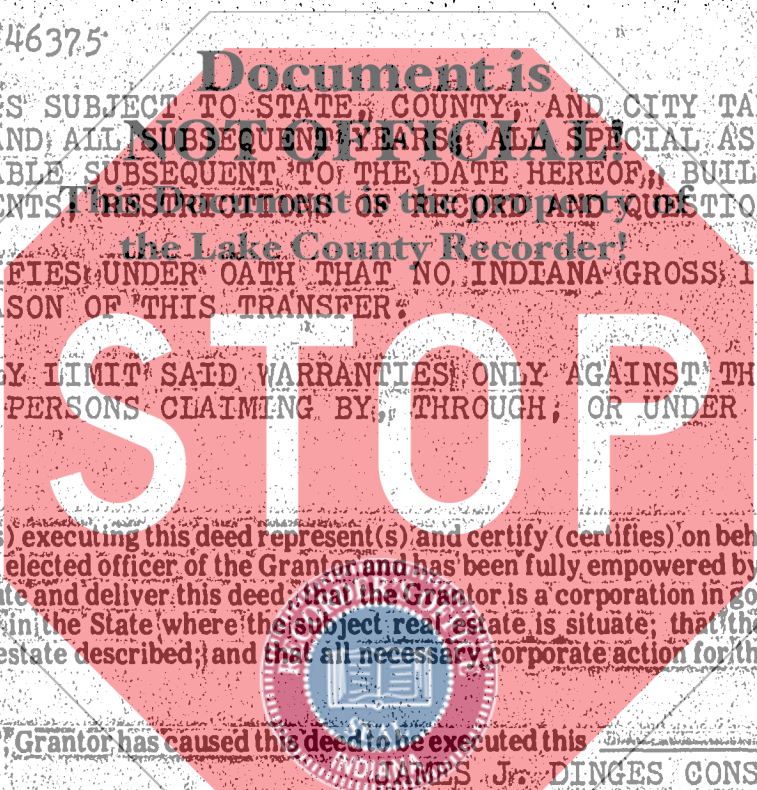 46375
Document is
S SUBJECT TO STATE, COUNTY, AND CITY TA
NOT OFFICIAL!
ND ALL SUBSEQUENT YEARS; ALL SPECIAL AS
ABLE SUBSEQUENT TO THE DATE HEREOF, BUIL
This Document is the property of
ENTS RESTRICTIONS OF RECORD AND QUESTIO
the Lake County Recorder!
FIES UNDER OATH THAT NO INDIANA GROSS I
SON OF THIS TRANSFER.
STOP
Y LIMIT SAID WARRANTIES ONLY AGAINST TH
PERSONS CLAIMING BY, THROUGH, OR UNDER
) executing this deed represent(s) and certify (certifies) on beh
elected officer of the Grantor and has been fully empowered by
te and deliver this deed; that the Grantor is a corporation in go
in the State where the subject real estate is situate; that the
estate described; and that all necessary corporate action for th
Grantor has caused this deed to be executed this
JAMES J. DINGES CONS